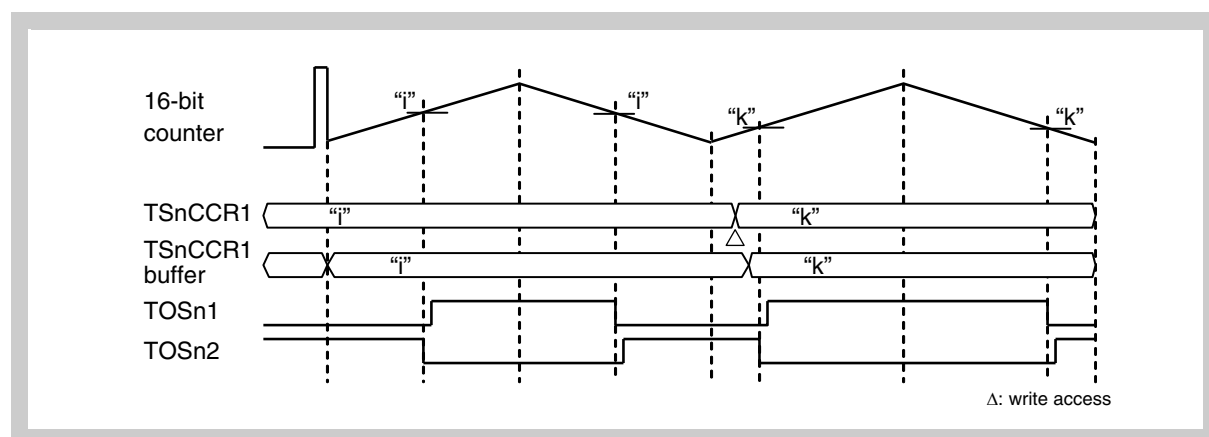 16-bit
counter
“i”
“i”
“k”
“k”
TSnCCR1
“i”
“k”
TSnCCR1
buffer
“i”
“k”
TOSn1
TOSn2
Δ: write access